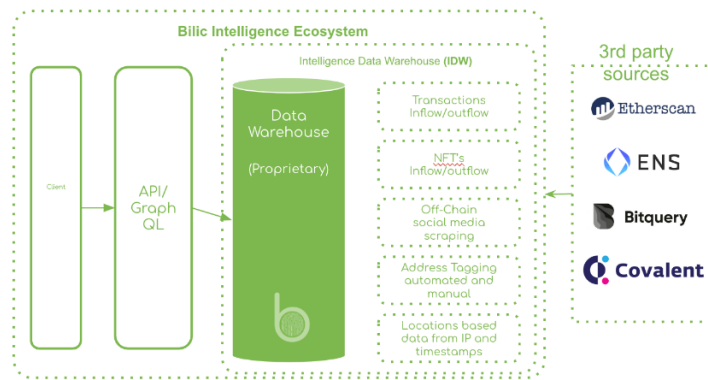 Bilic Intelligence Ecosystem
Intelligence Data Warehouse (IDW)
Client
API/
Graph
QL
Data
Warehouse
(Proprietary)
b
Transactions
Inflow/outflow
NFT's
Inflow/outflow
Off-Chain
social media
scraping
Address Tagging
automated and
manual
Locations based
data from IP and
timestamps
3rd party
sources
Etherscan
ENS
Bitquery
Covalent